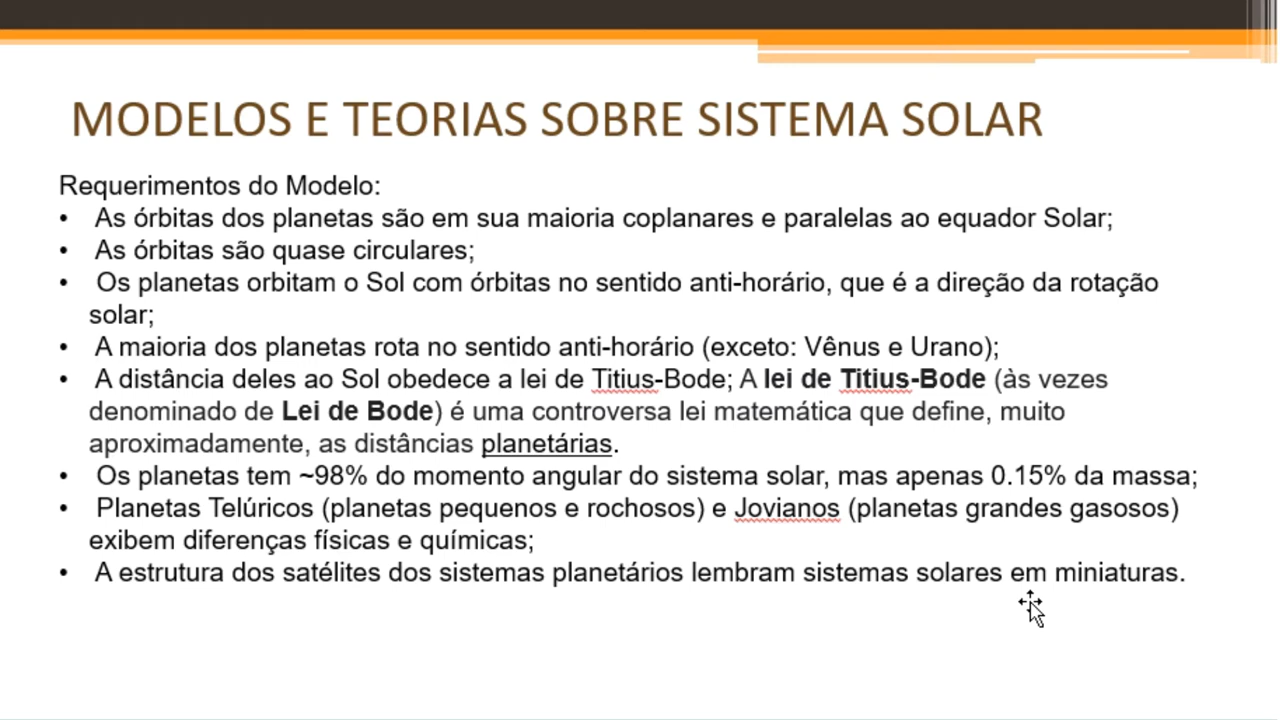 MODELOS E TEORIAS SOBRE SISTEMA SOLAR
Requerimentos do Modelo:
• As órbitas dos planetas são em sua maioria coplanares e paralelas ao equador Solar;
• As órbitas são quase circulares;
• Os planetas orbitam o Sol com órbitas no sentido anti-horário, que é a direção da rotação
solar;
• A maioria dos planetas rota no sentido anti-horário (exceto: Vênus e Urano);
• A distância deles ao Sol obedece a lei de Titius-Bode; A lei de Titius-Bode (às vezes
denominado de Lei de Bode) é uma controversa lei matemática que define, muito
aproximadamente, as distâncias planetárias.
• Os planetas tem ~98% do momento angular do sistema solar, mas apenas 0.15% da massa;
• Planetas Telúricos (planetas pequenos e rochosos) e Jovianos (planetas grandes gasosos)
exibem diferenças físicas e químicas;
• A estrutura dos satélites dos sistemas planetários lembram sistemas solares em miniaturas.